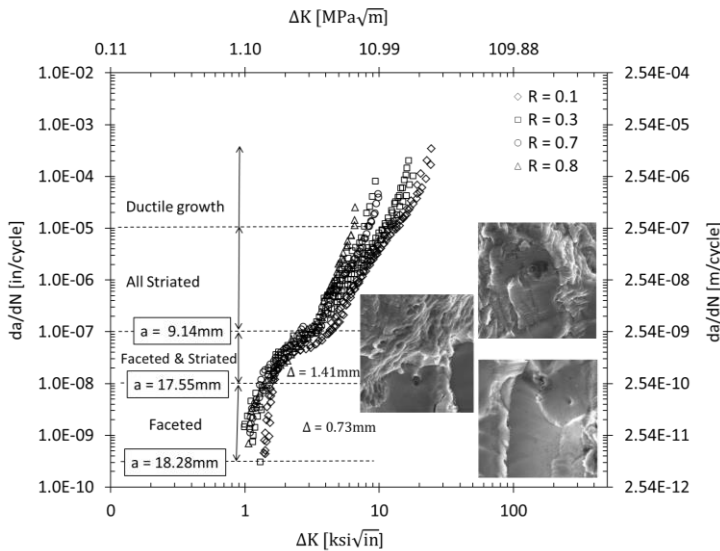 ΔK [MPa√m]
0.11 1.10 10.99 109.88
1.0E-02 2.54E-04
◇ R = 0.1
1.0E-03 □ R = 0.3 2.54E-05
○ R = 0.7
△ R = 0.8
1.0E-04 2.54E-06
Ductile growth
1.0E-05 2.54E-07
da/dN [in/cycle]
da/dN [m/cycle]
All Striated
1.0E-06 2.54E-08
a = 9.14mm
1.0E-07 2.54E-09
Faceted & Striated
Δ = 1.41mm
a = 17.55mm
1.0E-08 2.54E-10
Faceted
Δ = 0.73mm
1.0E-09 2.54E-11
a = 18.28mm
1.0E-10 2.54E-12
0 1 10 100
ΔK [ksi√in]